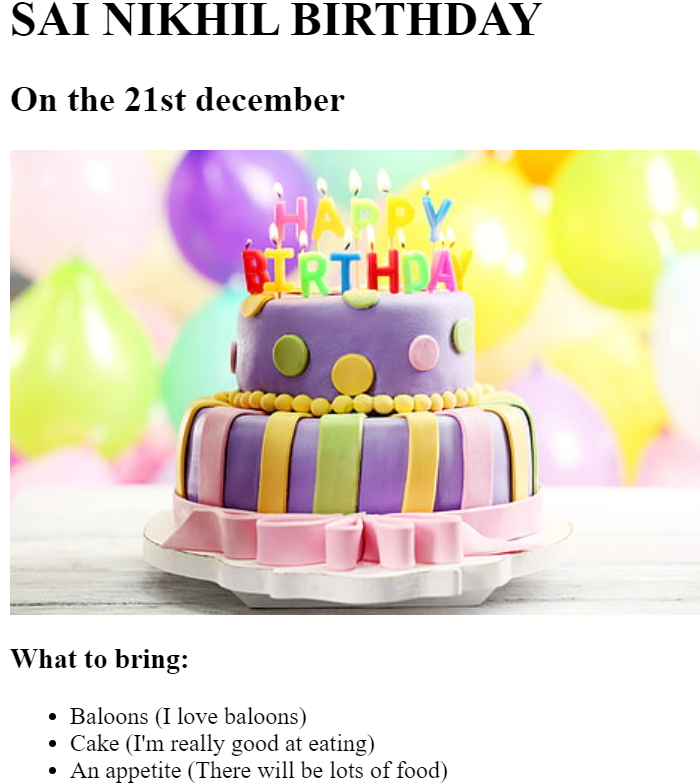 SAI NIKHIL BIRTHDAY
On the 21st december
HAPPY
BIRTHDAY
What to bring:
Baloons (I love baloons)
Cake (I'm really good at eating)
An appetite (There will be lots of food)